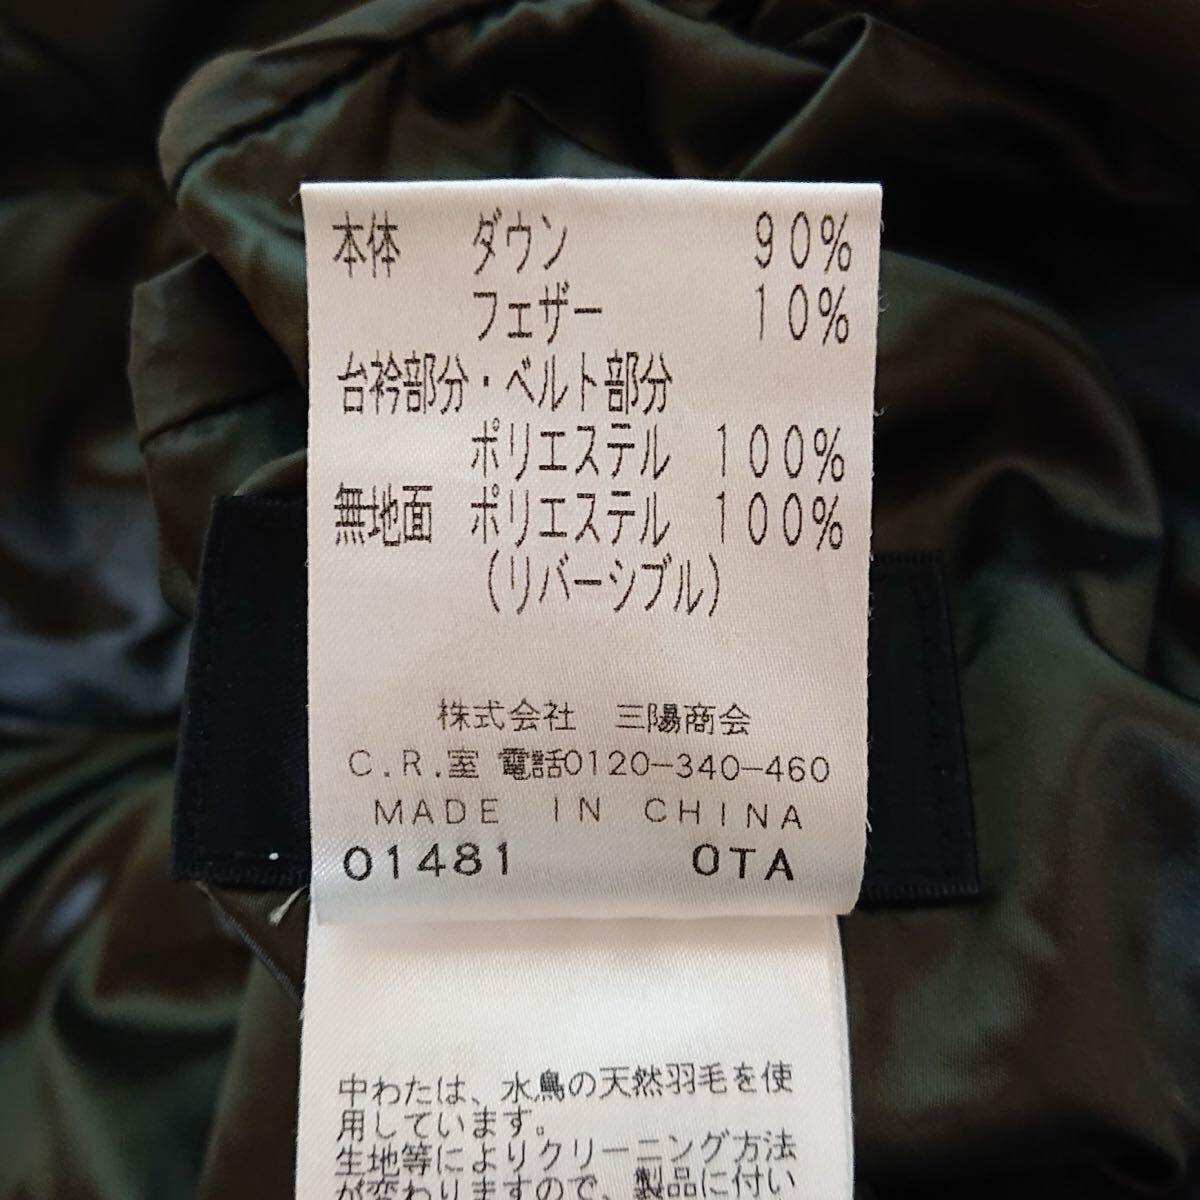 本体 ダウン 90%
フェザー 10%
台衿部分・ベルト部分
ポリエステル 100%
無地面 ポリエステル 100%
(リバーシブル)
株式会社 三陽商会
C.R.室 電話0120-340-460
MADE IN CHINA
01481 OTA
中わたは、水鳥の天然羽毛を使
用しています。
生地等によりクリーニング方法
が変わりますので、製品に付い